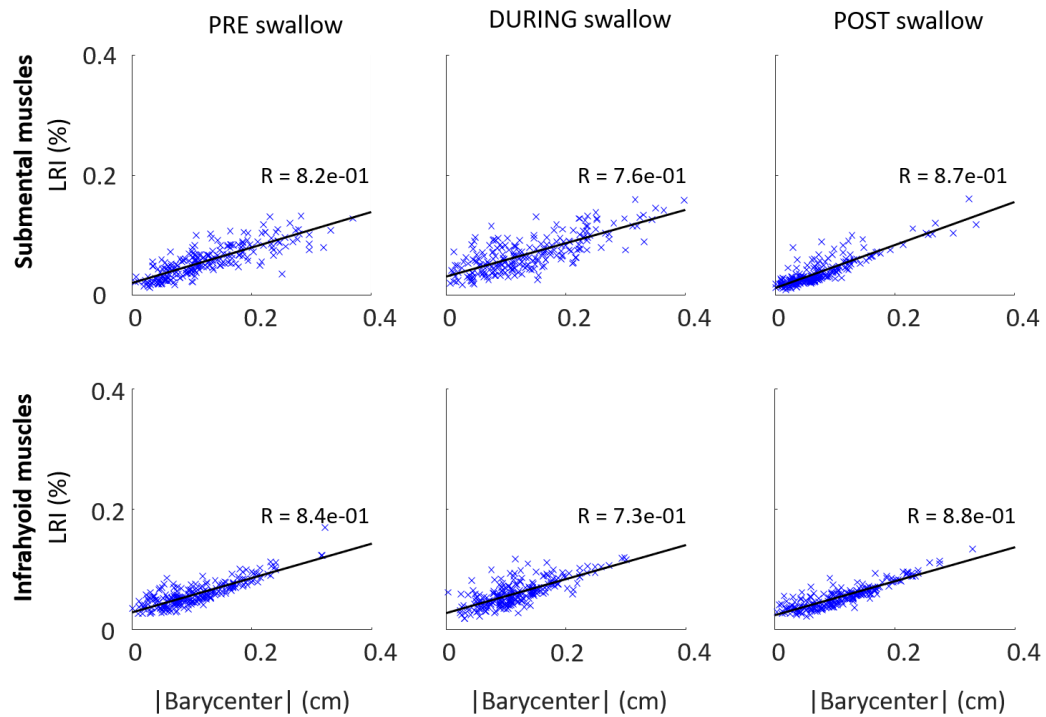 PRE swallow
DURING swallow
POST swallow
Submental muscles
LRI (%)
0.4
0.2
0
R = 8.2e-01
R = 7.6e-01
R = 8.7e-01
0 0.2 0.4
0 0.2 0.4
0 0.2 0.4
Infrahyoid muscles
LRI (%)
0.4
0.2
0
R = 8.4e-01
R = 7.3e-01
R = 8.8e-01
0 0.2 0.4
0 0.2 0.4
0 0.2 0.4
|Barycenter| (cm)
|Barycenter| (cm)
|Barycenter| (cm)